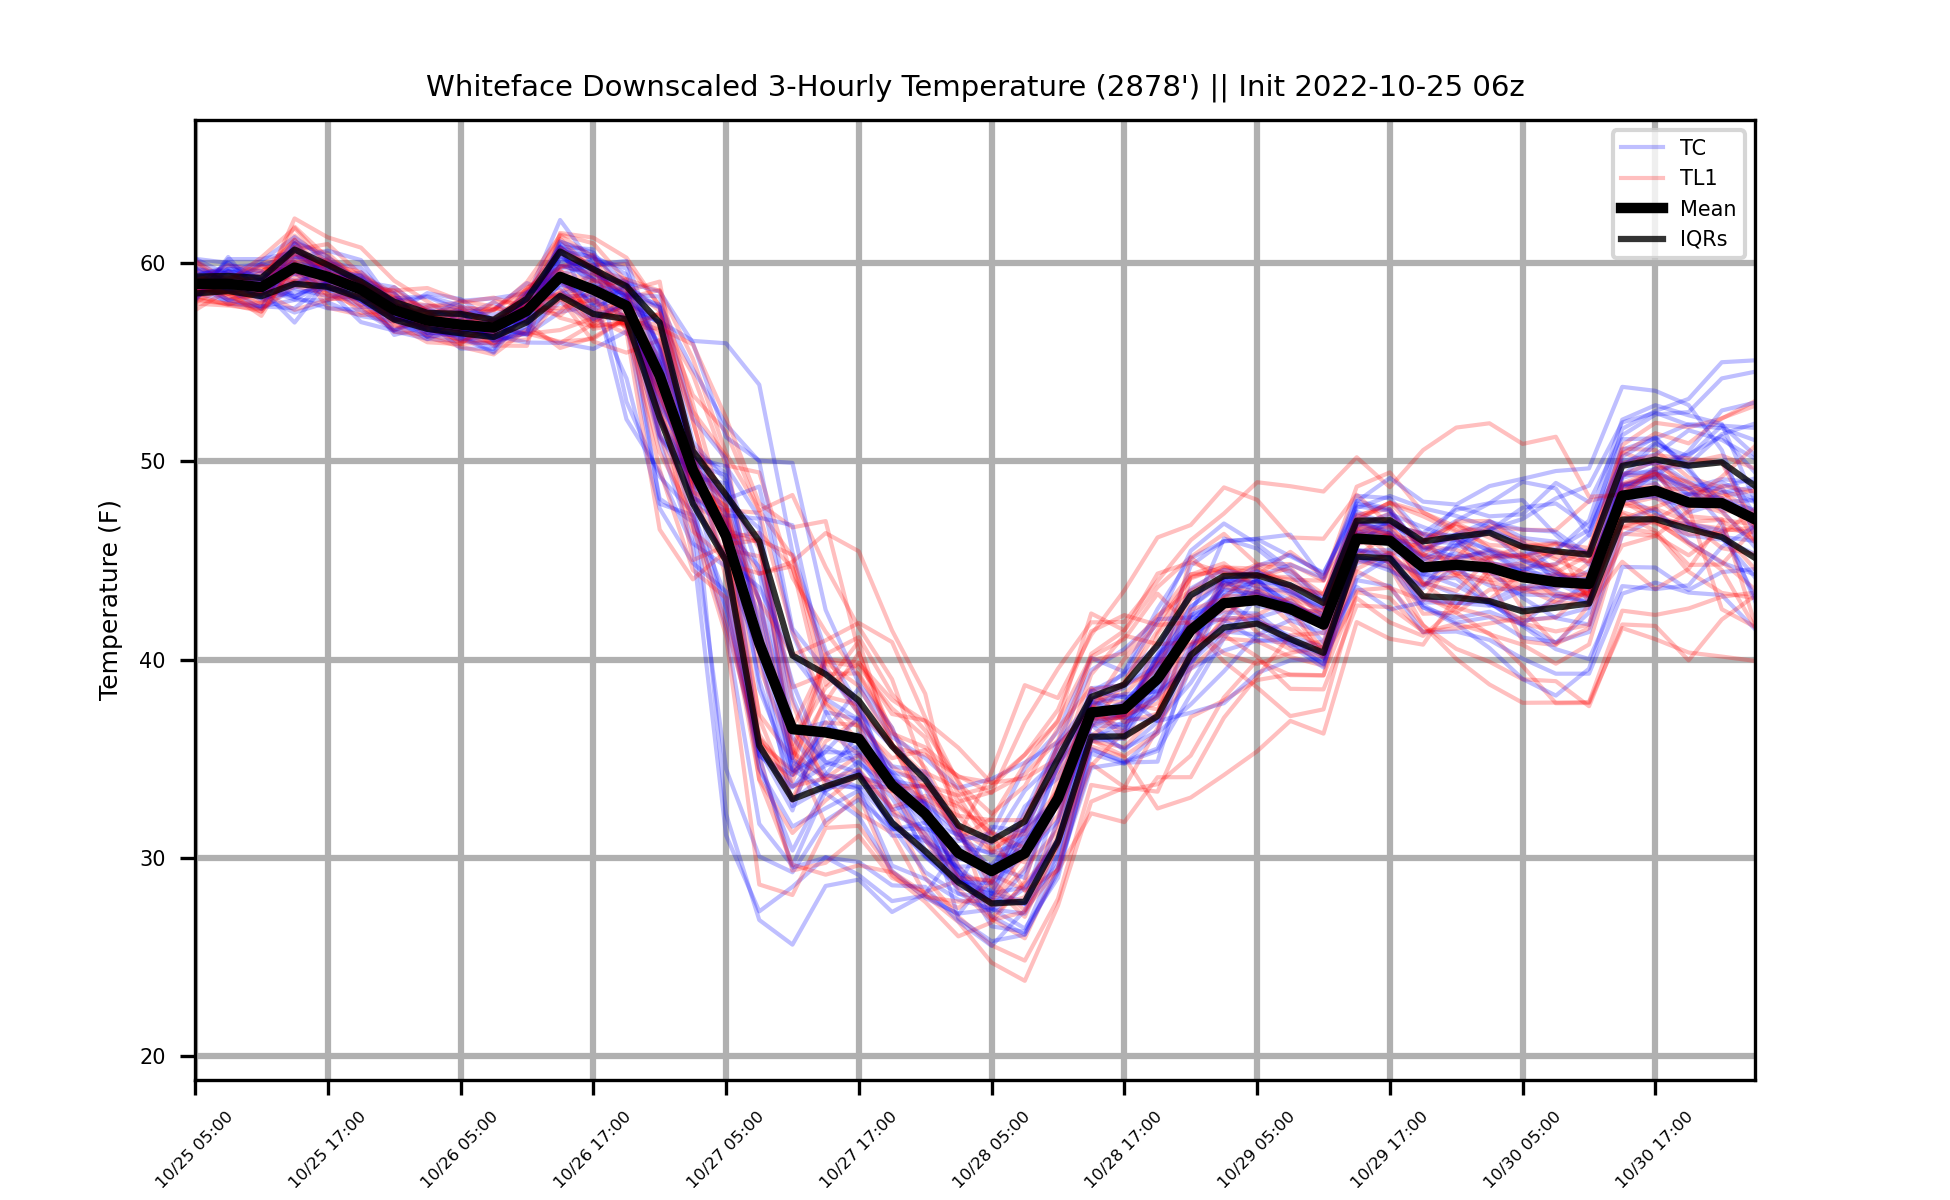 Whiteface Downscaled 3-Hourly Temperature (2878') || Init 2022-10-25 06z
TC
TL1
Mean
IQRs
Temperature (F)
60
50
40
30
20
10/25 05:00
10/25 17:00
10/26 05:00
10/26 17:00
10/27 05:00
10/27 17:00
10/28 05:00
10/28 17:00
10/29 05:00
10/29 17:00
10/30 05:00
10/30 17:00